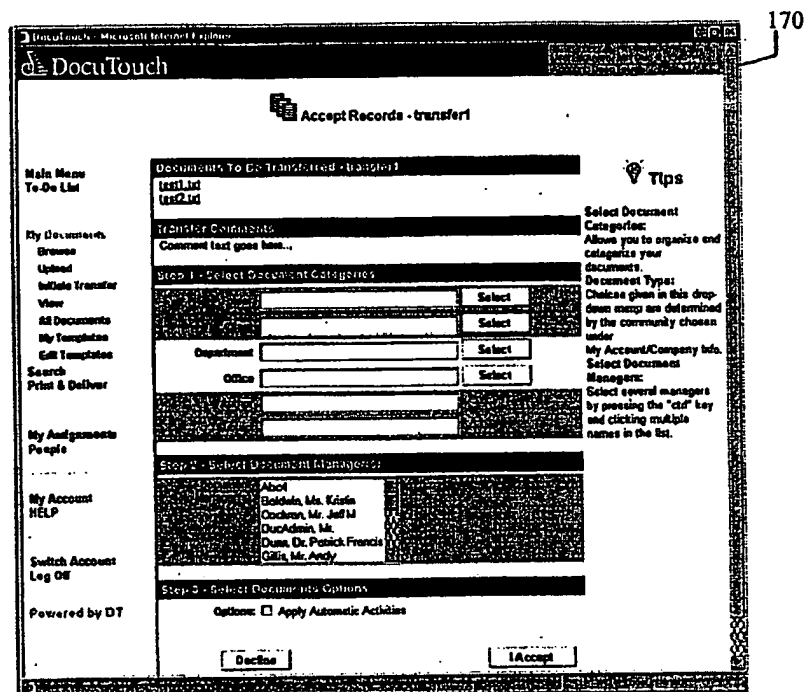 170
DocuTouch - Microsoft Internet Explorer
DocuTouch
Accept Records - transfer1
Main Menu
To-Do List
My Documents
Browse
Upload
Initiate Transfer
View
All Documents
My Templates
Edit Templates
Search
Print & Deliver
My Assignments
People
My Account
HELP
Switch Account
Log Off
Powered by DT
Documents To Be Transferred - transfer1
test1.txt
test2.txt
Transfer Comments
Comment text goes here...
Step 1 - Select Document Categories
Select
Select
Department
Select
Office
Select
Step 2 - Select Document Manager(s)
Baldwin, Ms. Kristin
Cochran, Mr. Jeff M
DocAdmin, Mr.
Dunn, Dr. Patrick Francis
Gillis, Mr. Andy
Step 3 - Select Documents Options
Options: Apply Automatic Activities
Decline
I Accept
Tips
Select Document
Categories:
Allows you to organize and
categorize your
documents.
Document Type:
Choices given in this drop-
down menu are determined
by the community chosen
under
My Account/Company Info.
Select Document
Managers:
Select several managers
by pressing the "ctrl" key
and clicking multiple
names in the list.